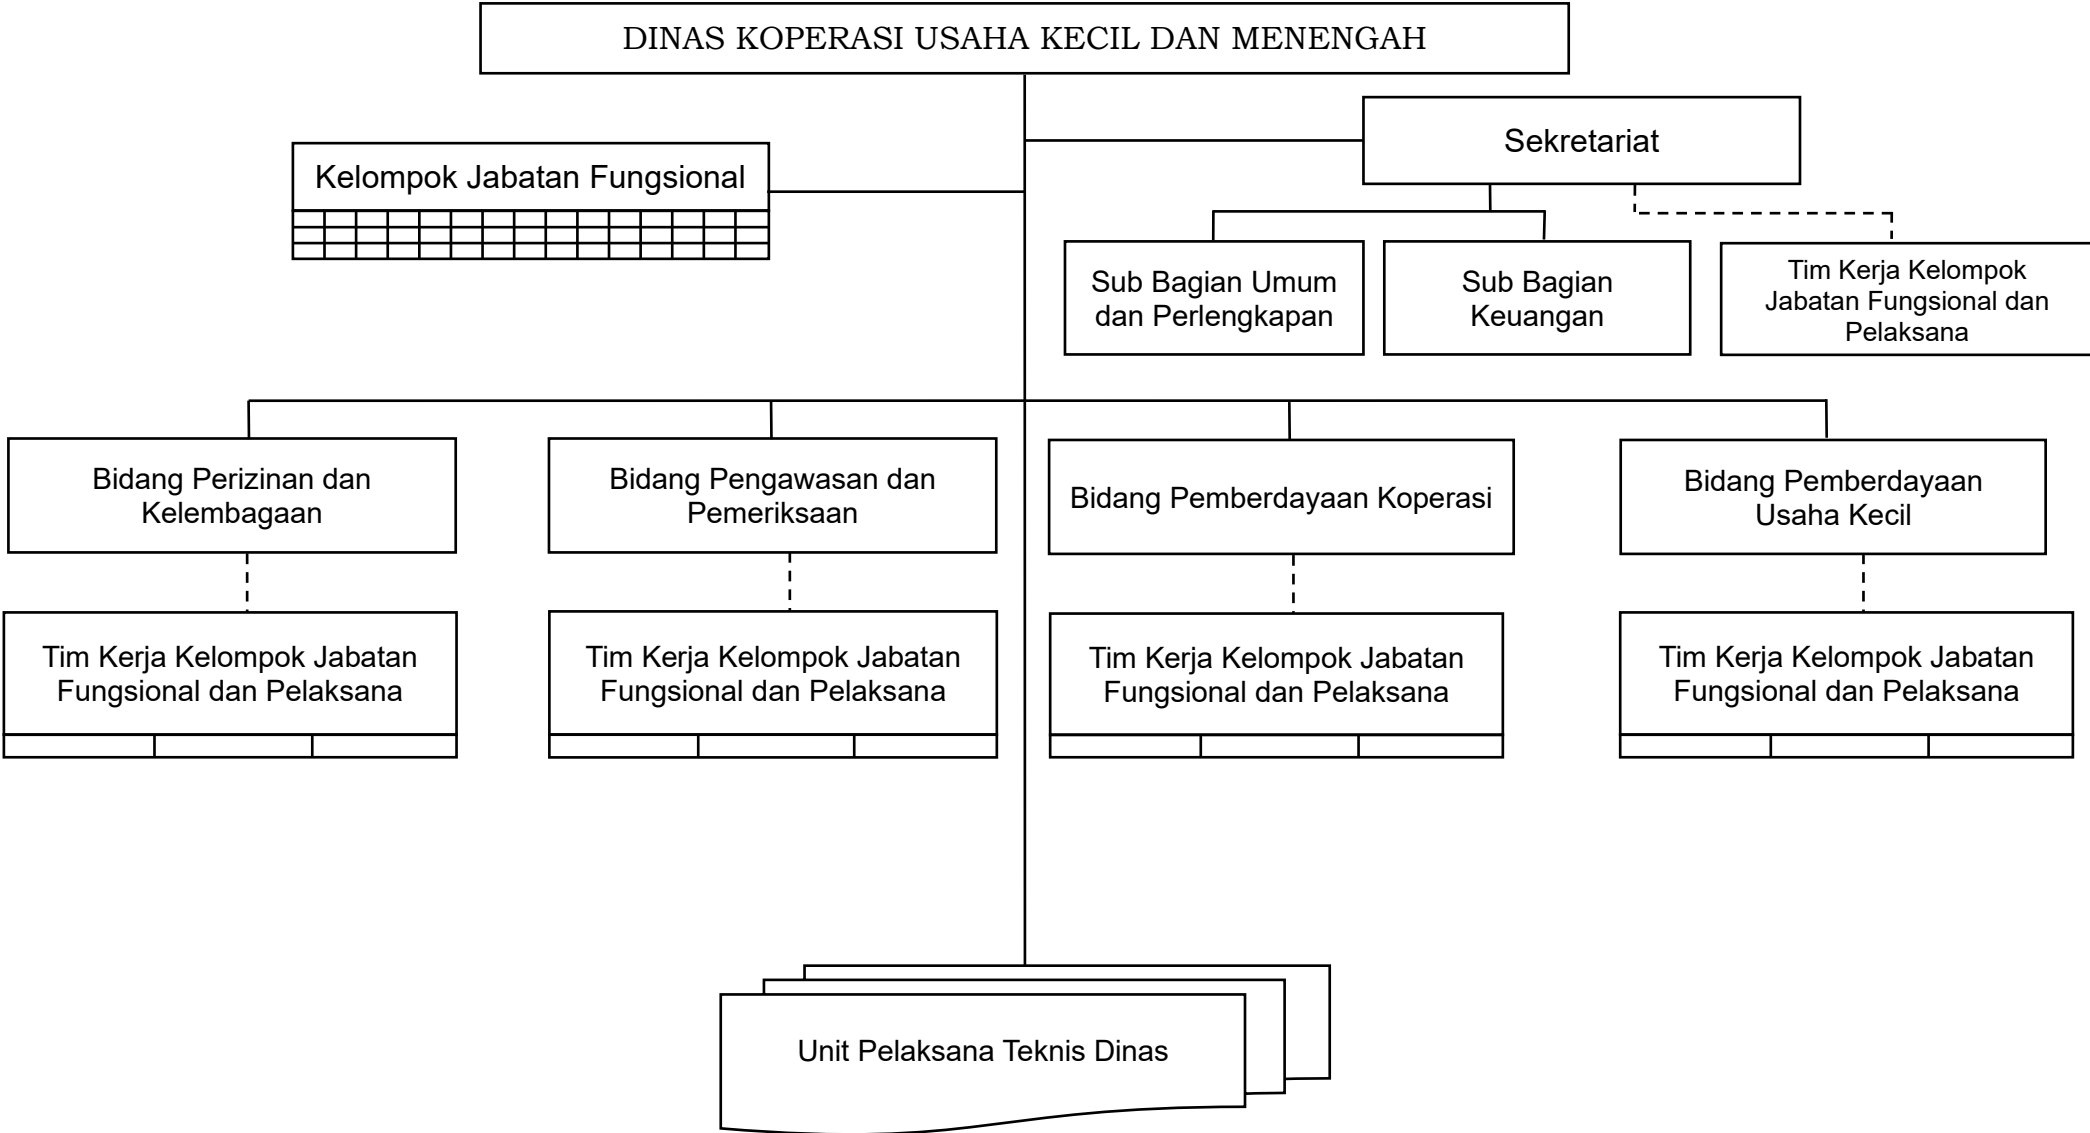 DINAS KOPERASI USAHA KECIL DAN MENENGAH
Sekretariat
Kelompok Jabatan Fungsional
Sub Bagian Umum
dan Perlengkapan
Sub Bagian
Keuangan
Tim Kerja Kelompok
Jabatan Fungsional dan
Pelaksana
Bidang Perizinan dan
Kelembagaan
Bidang Pengawasan dan
Pemeriksaan
Bidang Pemberdayaan Koperasi
Bidang Pemberdayaan
Usaha Kecil
Tim Kerja Kelompok Jabatan
Fungsional dan Pelaksana
Tim Kerja Kelompok Jabatan
Fungsional dan Pelaksana
Tim Kerja Kelompok Jabatan
Fungsional dan Pelaksana
Tim Kerja Kelompok Jabatan
Fungsional dan Pelaksana
Unit Pelaksana Teknis Dinas